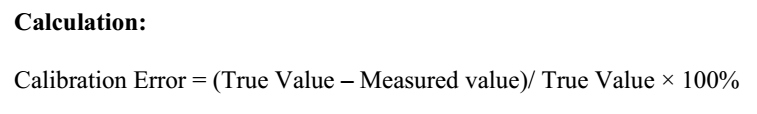 Calculation:
Calibration Error = (True Value – Measured value)/ True Value × 100%